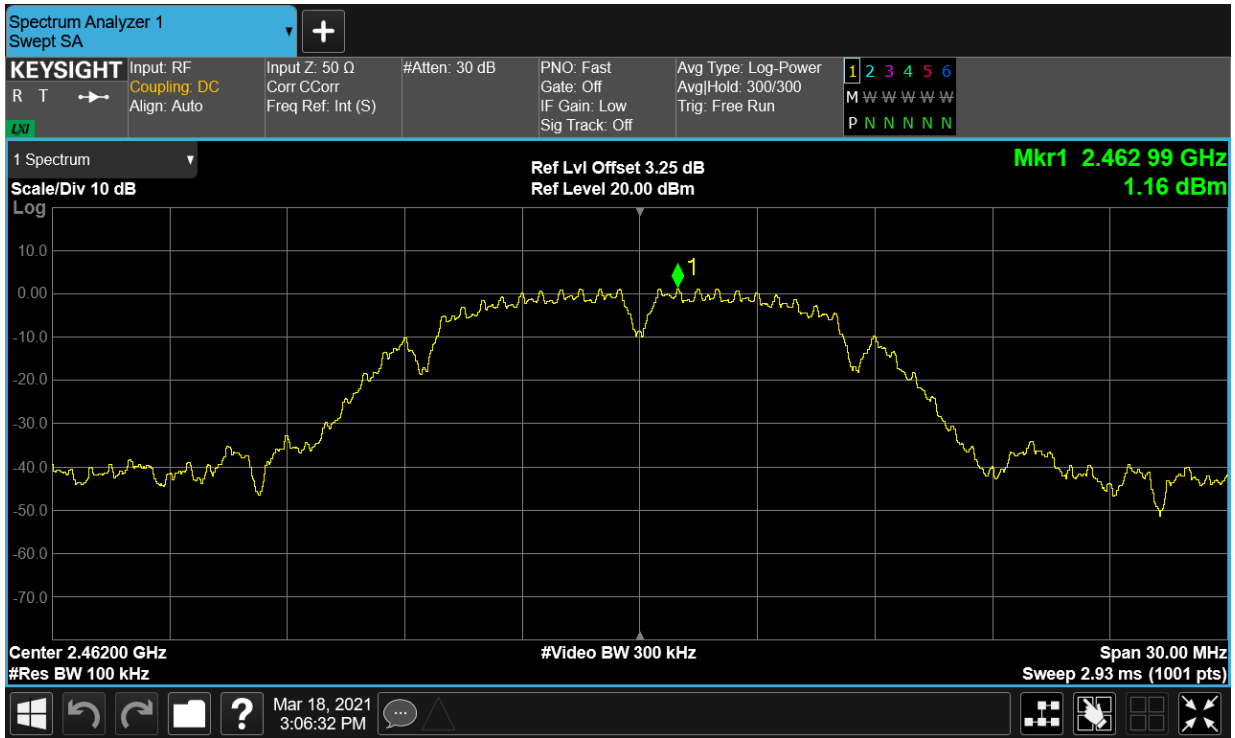 Spectrum Analyzer 1
Swept SA
KEYSIGHT
R T
LXI
Input: RF
Coupling: DC
Align: Auto
Input Z: 50 Ω
Corr CCorr
Freq Ref: Int (S)
#Atten: 30 dB
PNO: Fast
Gate: Off
IF Gain: Low
Sig Track: Off
Avg Type: Log-Power
Avg|Hold: 300/300
Trig: Free Run
1 2 3 4 5 6
M W W W W W
P N N N N N
1 Spectrum
Scale/Div 10 dB
Log
Ref Lvl Offset 3.25 dB
Ref Level 20.00 dBm
Mkr1 2.462 99 GHz
1.16 dBm
10.0
0.00
-10.0
-20.0
-30.0
-40.0
-50.0
-60.0
-70.0
1
Center 2.46200 GHz
#Res BW 100 kHz
#Video BW 300 kHz
Span 30.00 MHz
Sweep 2.93 ms (1001 pts)
?
Mar 18, 2021
3:06:32 PM